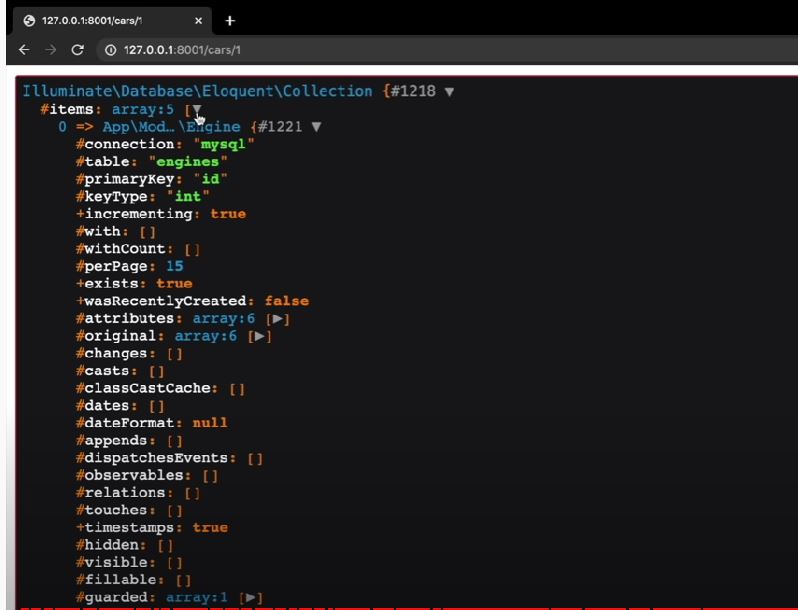 127.0.0.1:8001/cars/1
127.0.0.1:8001/cars/1
Illuminate\Database\Eloquent\Collection {#1218 ▼
#items: array:5 [▼
0 => App\Mod…\Engine {#1221 ▼
#connection: "mysql"
#table: "engines"
#primaryKey: "id"
#keyType: "int"
+incrementing: true
#with: []
#withCount: []
#perPage: 15
+exists: true
+wasRecentlyCreated: false
#attributes: array:6 [▶]
#original: array:6 [▶]
#changes: []
#casts: []
#classCastCache: []
#dates: []
#dateFormat: null
#appends: []
#dispatchesEvents: []
#observables: []
#relations: []
#touches: []
+timestamps: true
#hidden: []
#visible: []
#fillable: []
#guarded: array:1 [▶]